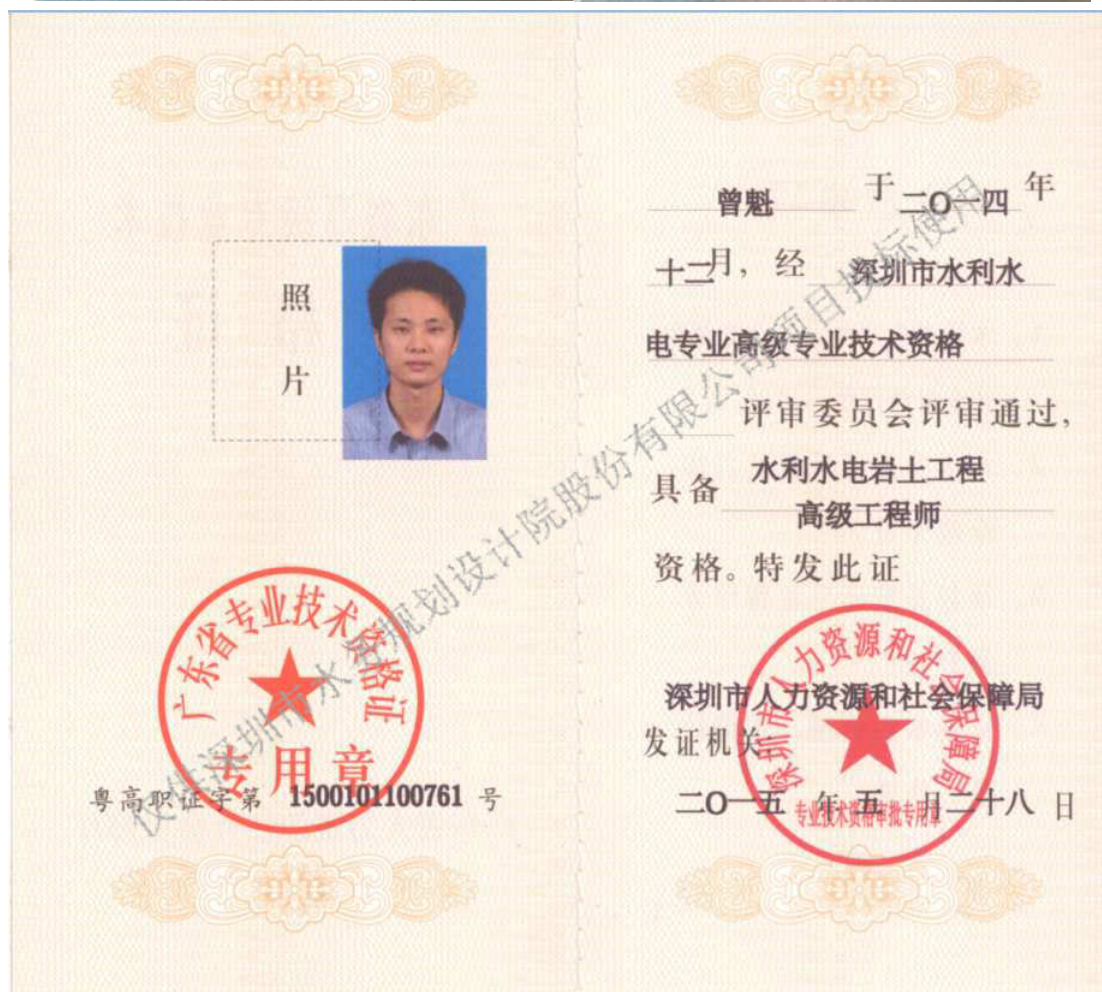 照
片
广东省专业技术资格证
专用章
粤高职证字第 1500101100761 号
曾魁 于 二〇一四 年
十二月，经 深圳市水利水
电专业高级专业技术资格
评审委员会评审通过，
具备 水利水电岩土工程
高级工程师
资格。特发此证
深圳市人力资源和社会保障局
发证机关：
二〇一五 年 五 月 二十八 日
深圳市人力资源和社会保障局
专业技术资格审批专用章
仅供深圳市水务规划设计院股份有限公司项目投标使用